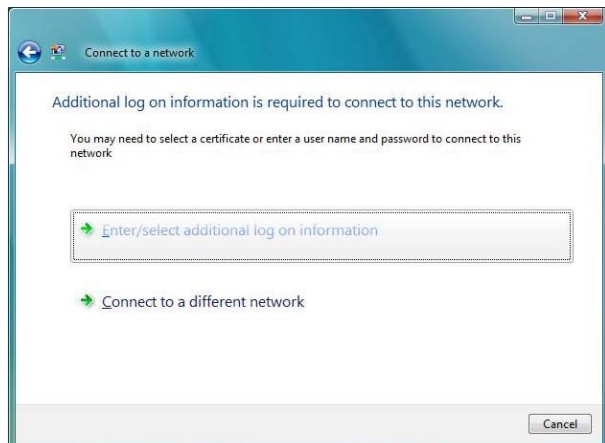 Connect to a network
Additional log on information is required to connect to this network.
You may need to select a certificate or enter a user name and password to connect to this
network
Enter/select additional log on information
Connect to a different network
Cancel